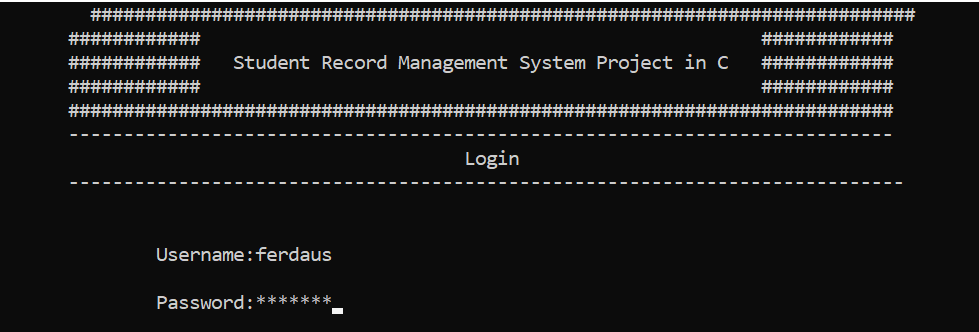 ###########################################################################
############                                                   ############
############   Student Record Management System Project in C   ############
############                                                   ############
###########################################################################
---------------------------------------------------------------------------
Login
----------------------------------------------------------------------------
Username:ferdaus
Password:*******